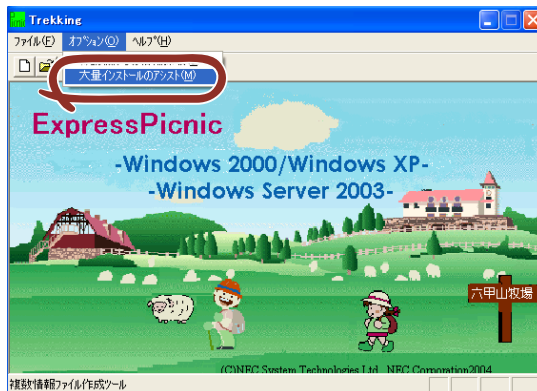 Trekking
ファイル(F) オプション(O) ヘルプ(H)
大量インストールのアシスト(M)
ExpressPicnic
-Windows 2000/Windows XP-
-Windows Server 2003-
六甲山牧場
(C)NEC System Technologies Ltd. NEC Corporation2004
複数情報ファイル作成ツール